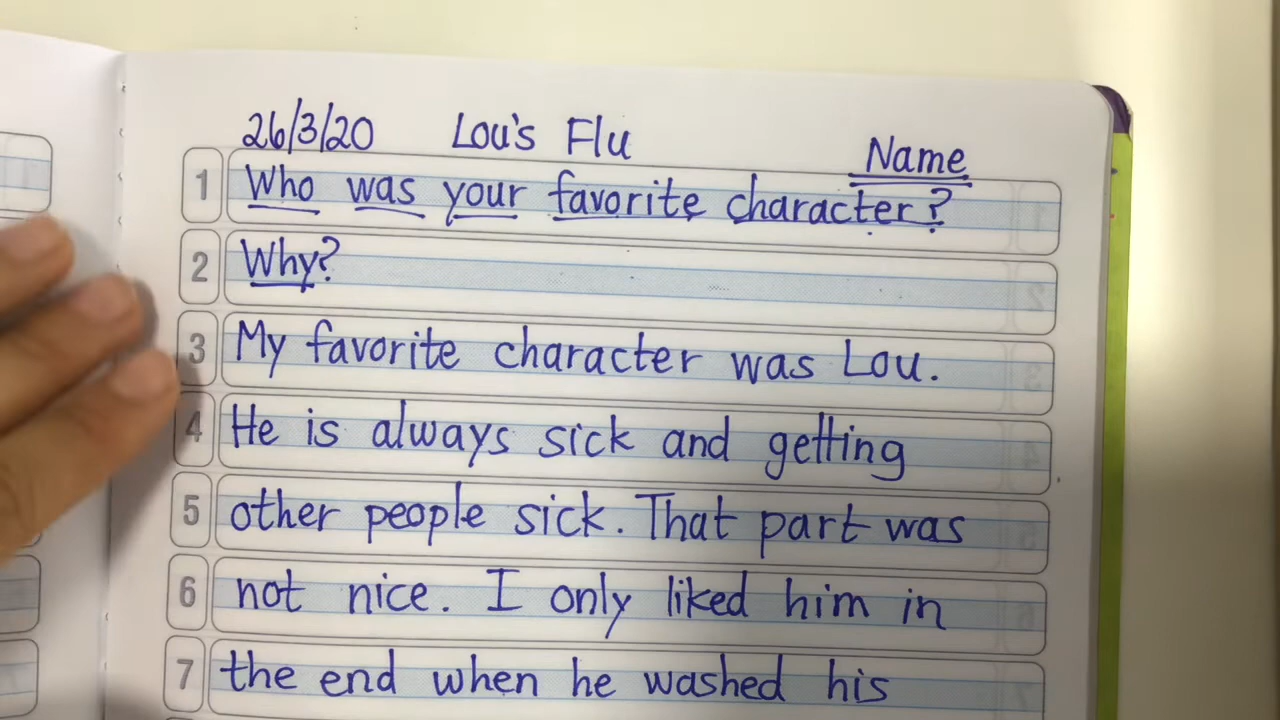 26/3/20 Lou's Flu Name
1 Who was your favorite character?
2 Why?
3 My favorite character was Lou.
4 He is always sick and getting
5 other people sick. That part was
6 not nice. I only liked him in
7 the end when he washed his